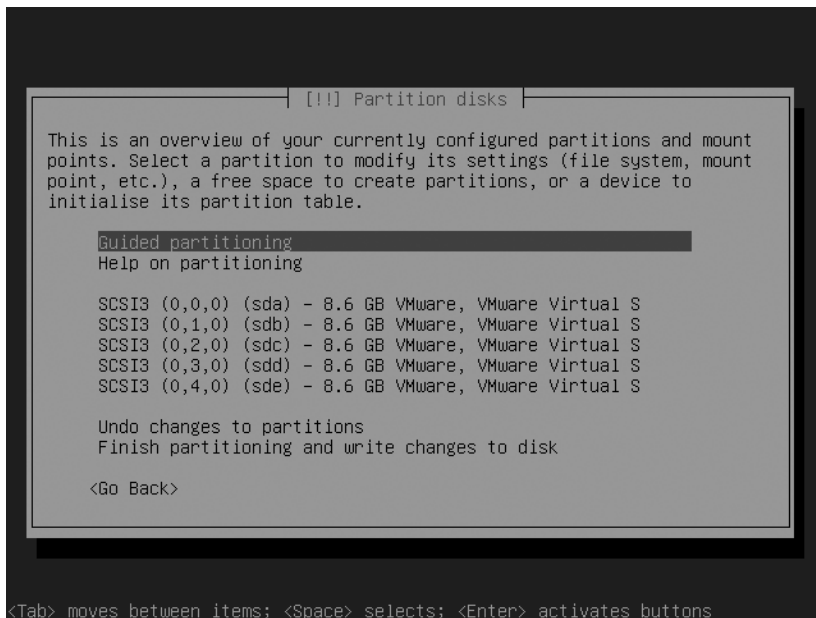 [!!] Partition disks
This is an overview of your currently configured partitions and mount
points. Select a partition to modify its settings (file system, mount
point, etc.), a free space to create partitions, or a device to
initialise its partition table.
Guided partitioning
Help on partitioning
SCSI3 (0,0,0) (sda) - 8.6 GB VMware, VMware Virtual S
SCSI3 (0,1,0) (sdb) - 8.6 GB VMware, VMware Virtual S
SCSI3 (0,2,0) (sdc) - 8.6 GB VMware, VMware Virtual S
SCSI3 (0,3,0) (sdd) - 8.6 GB VMware, VMware Virtual S
SCSI3 (0,4,0) (sde) - 8.6 GB VMware, VMware Virtual S
Undo changes to partitions
Finish partitioning and write changes to disk
<Go Back>
<Tab> moves between items; <Space> selects; <Enter> activates buttons